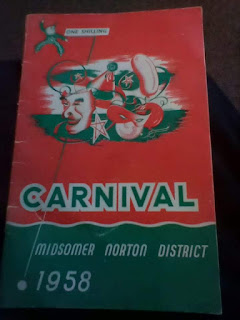 ONE SHILLING
CARNIVAL
MIDSOMER NORTON DISTRICT
1958